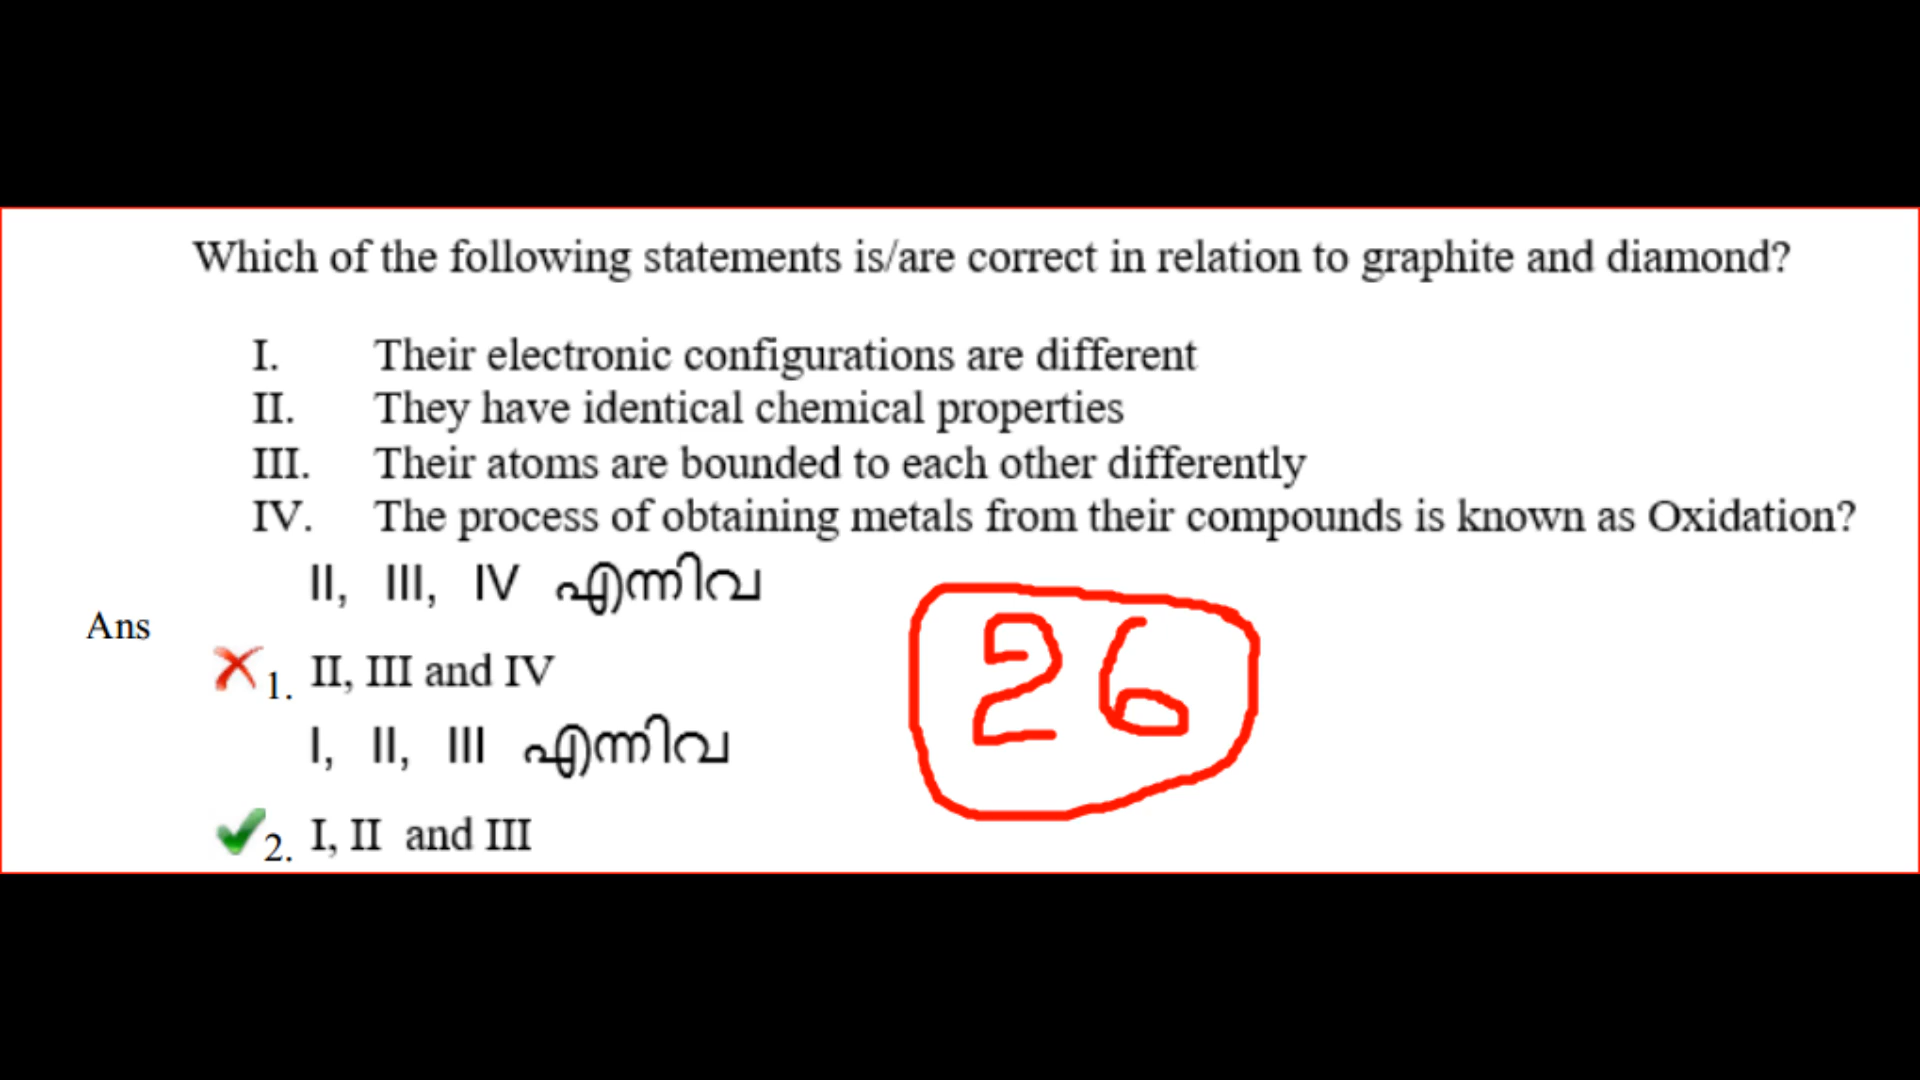 Which of the following statements is/are correct in relation to graphite and diamond?
I. Their electronic configurations are different
II. They have identical chemical properties
III. Their atoms are bounded to each other differently
IV. The process of obtaining metals from their compounds is known as Oxidation?
II, III, IV എന്നിവ
Ans
1. II, III and IV
I, II, III എന്നിവ
2. I, II and III
26